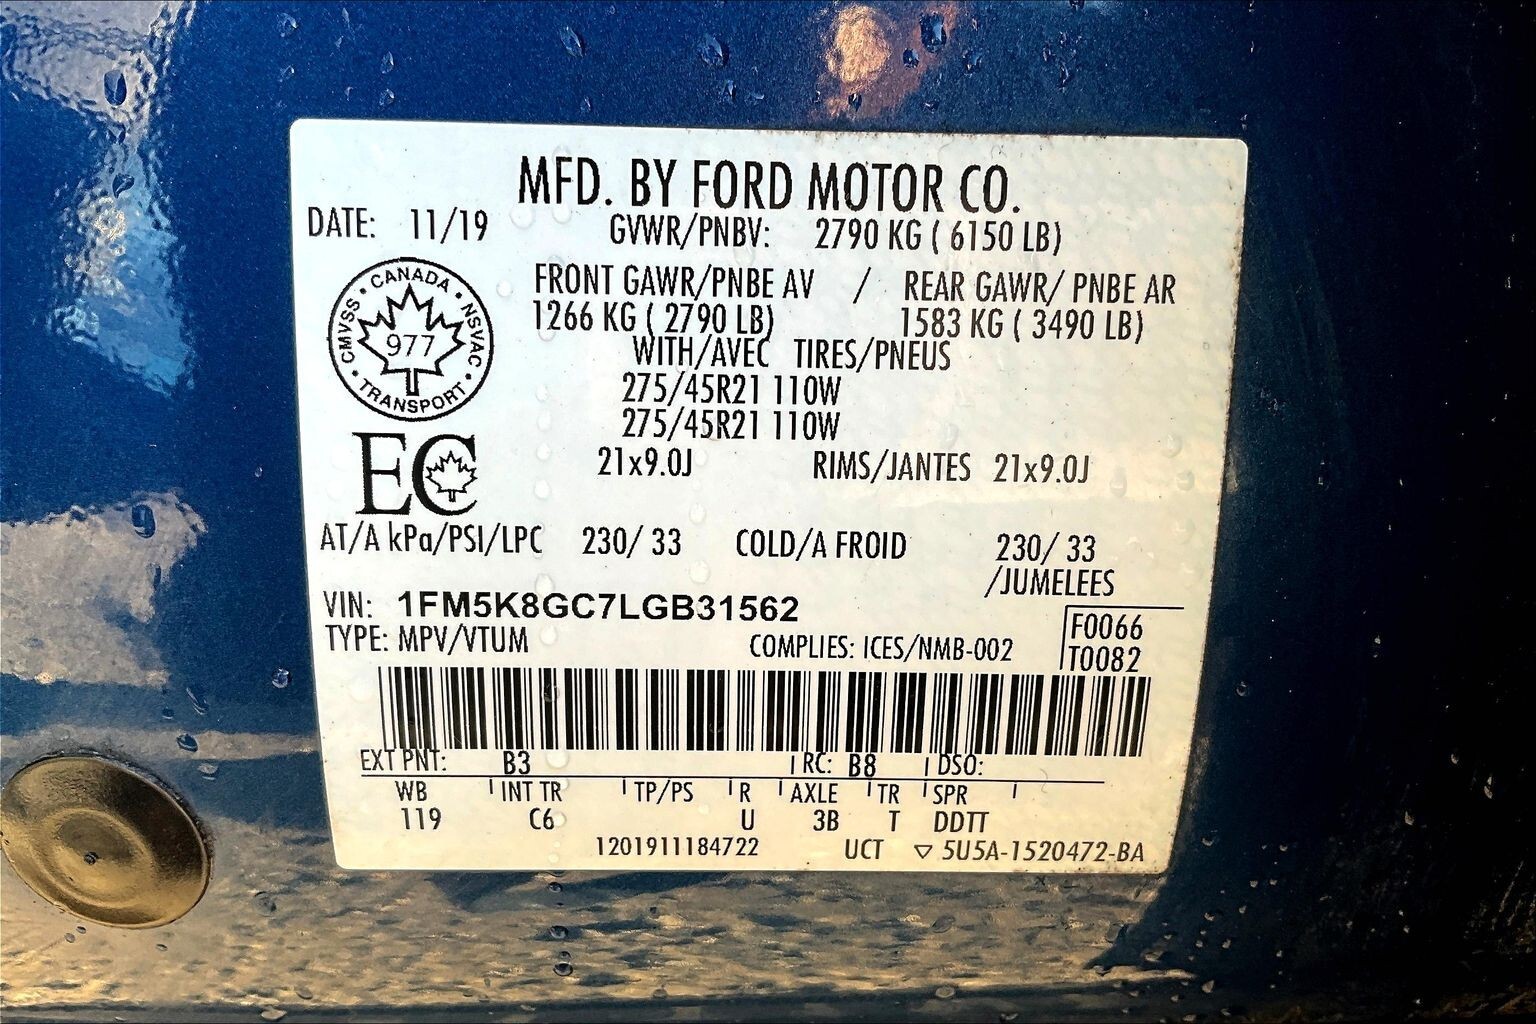 MFD. BY FORD MOTOR CO.
DATE: 11/19 GVWR/PNBV: 2790 KG ( 6150 LB)
FRONT GAWR/PNBE AV / REAR GAWR/ PNBE AR
1266 KG ( 2790 LB) 1583 KG ( 3490 LB)
WITH/AVEC TIRES/PNEUS
275/45R21 110W
275/45R21 110W
21x9.0J RIMS/JANTES 21x9.0J
CANADA • NSVAC • TRANSPORT • CMVSS •
977
EC
AT/A kPa/PSI/LPC 230/ 33 COLD/A FROID 230/ 33
/JUMELEES
VIN: 1FM5K8GC7LGB31562
TYPE: MPV/VTUM COMPLIES: ICES/NMB-002
F0066
T0082
EXT PNT: B3 RC: B8 DSO:
WB INT TR TP/PS R AXLE TR SPR
119 C6 U 3B T DDTT
1201911184722 UCT ▽ 5U5A-1520472-BA